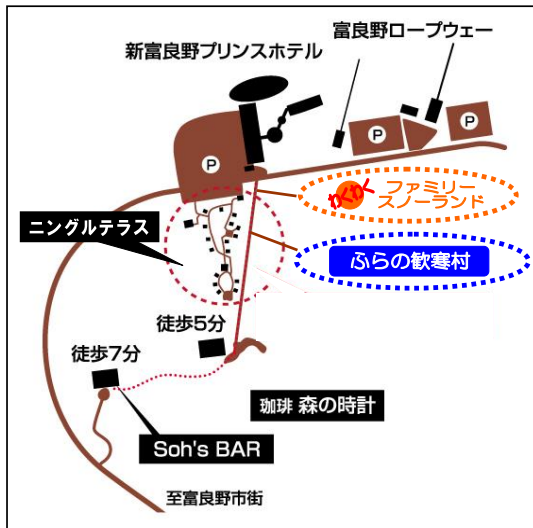 富良野ロープウェー
新富良野プリンスホテル
P
P
P
わくわく
ファミリー
スノーランド
ニングルテラス
ふらの歓寒村
徒歩5分
徒歩7分
珈琲 森の時計
Soh's BAR
至富良野市街